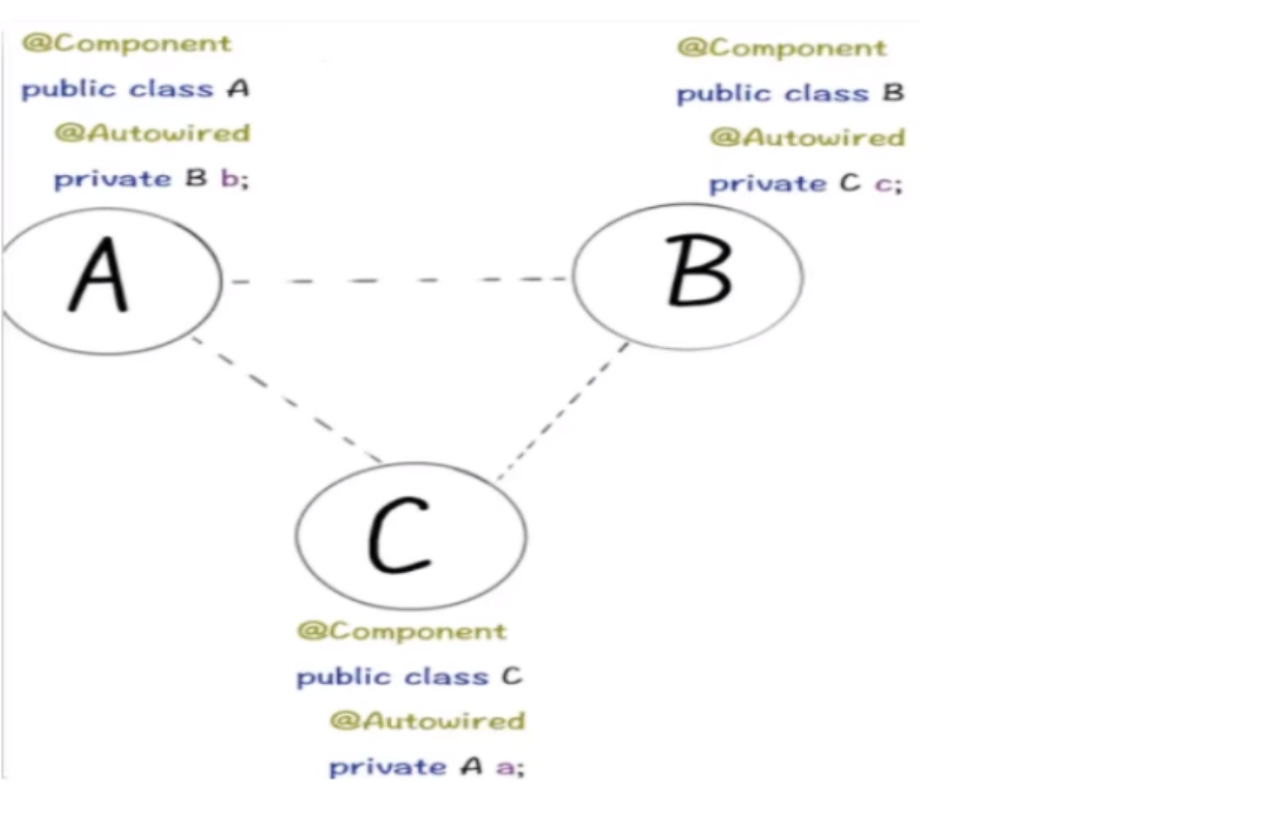 @Component
public class A
@Autowired
private B b;
@Component
public class B
@Autowired
private C c;
A
B
C
@Component
public class C
@Autowired
private A a;